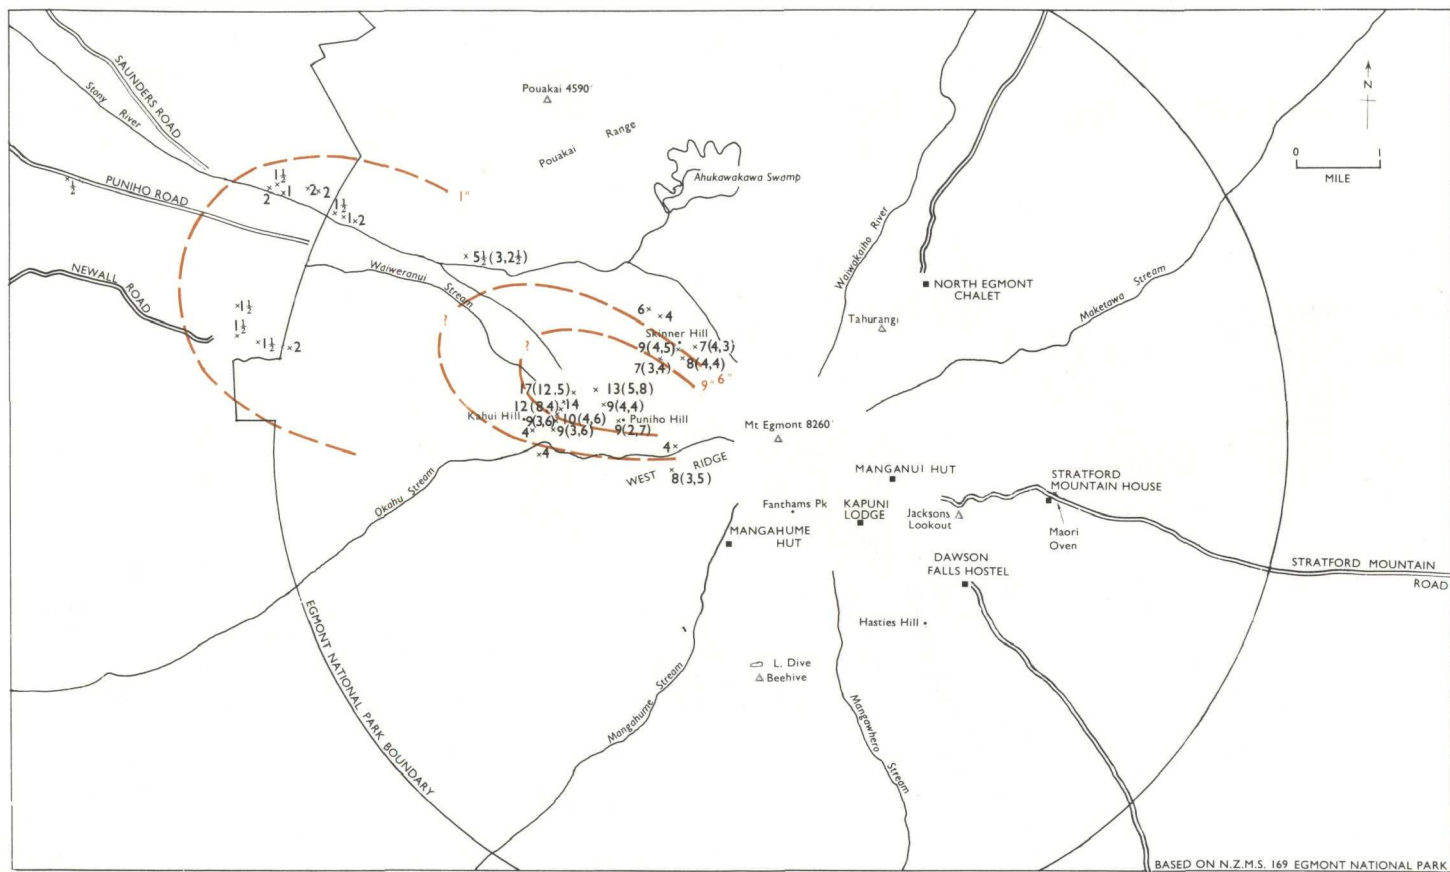 SAUNDERS ROAD
Stony River
Pouakai 4590'
Pouakai Range
N
0 1
MILE
Ahukawakawa Swamp
1½
2
1
2
2
1"
½
PUNIHO ROAD
1½
1
2
5½(3,2½)
Waiweranui Stream
Waiwakaiho River
NEWALL ROAD
NORTH EGMONT
CHALET
Maketawa Stream
1½
1½
1½
2
?
6
4
Tahurangi
Skinner Hill
9(4,5)
7(4,3)
?
7(3,4)
8(4,4)
9"
6"
17(12,5)
13(5,8)
12(8,4)
14
9(4,4)
Kahui Hill
9(3,6)
10(4,6)
Puniho Hill
4
9(3,6)
9(2,7)
4
4
Mt Egmont 8260'
WEST RIDGE
8(3,5)
MANGANUI HUT
STRATFORD
MOUNTAIN HOUSE
Okahu Stream
Fanthams Pk
KAPUNI
LODGE
Jacksons
Lookout
Maori
Oven
MANGAHUME
HUT
DAWSON
FALLS HOSTEL
STRATFORD MOUNTAIN
ROAD
EGMONT NATIONAL PARK BOUNDARY
Hasties Hill
L. Dive
Beehive
Mangahume Stream
Mangawhero Stream
BASED ON N.Z.M.S. 169 EGMONT NATIONAL PARK